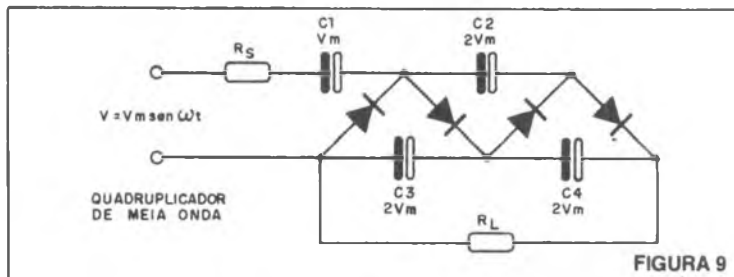 C1
Vm
C2
2Vm
RS
V = Vm sen ωt
C3
2Vm
C4
2Vm
QUADRUPLICADOR
DE MEIA ONDA
RL
FIGURA 9